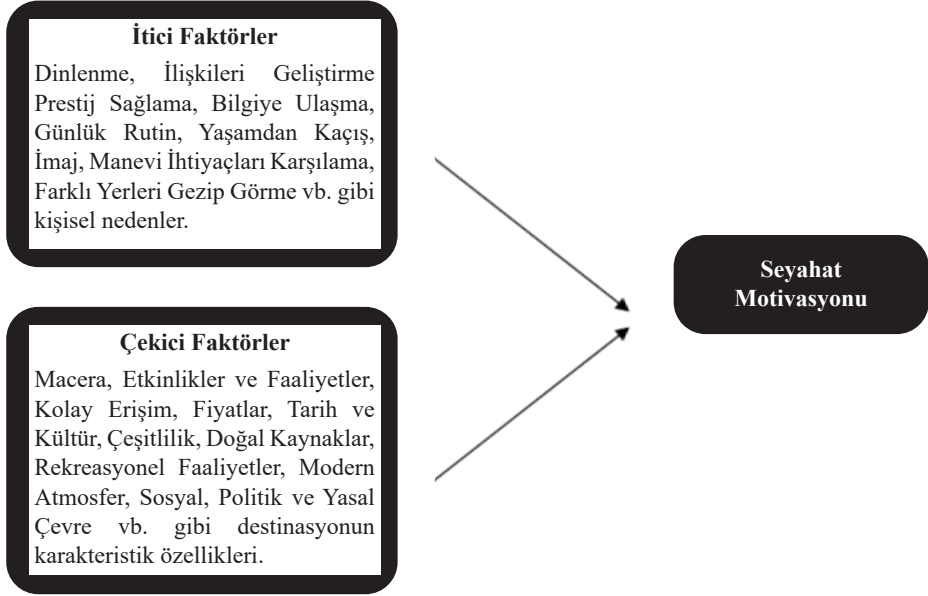 İtici Faktörler
Dinlenme, İlişkileri Geliştirme
Prestij Sağlama, Bilgiye Ulaşma,
Günlük Rutin, Yaşamdan Kaçış,
İmaj, Manevi İhtiyaçları Karşılama,
Farklı Yerleri Gezip Görme vb. gibi
kişisel nedenler.
Çekici Faktörler
Macera, Etkinlikler ve Faaliyetler,
Kolay Erişim, Fiyatlar, Tarih ve
Kültür, Çeşitlilik, Doğal Kaynaklar,
Rekreasyonel Faaliyetler, Modern
Atmosfer, Sosyal, Politik ve Yasal
Çevre vb. gibi destinasyonun
karakteristik özellikleri.
Seyahat
Motivasyonu